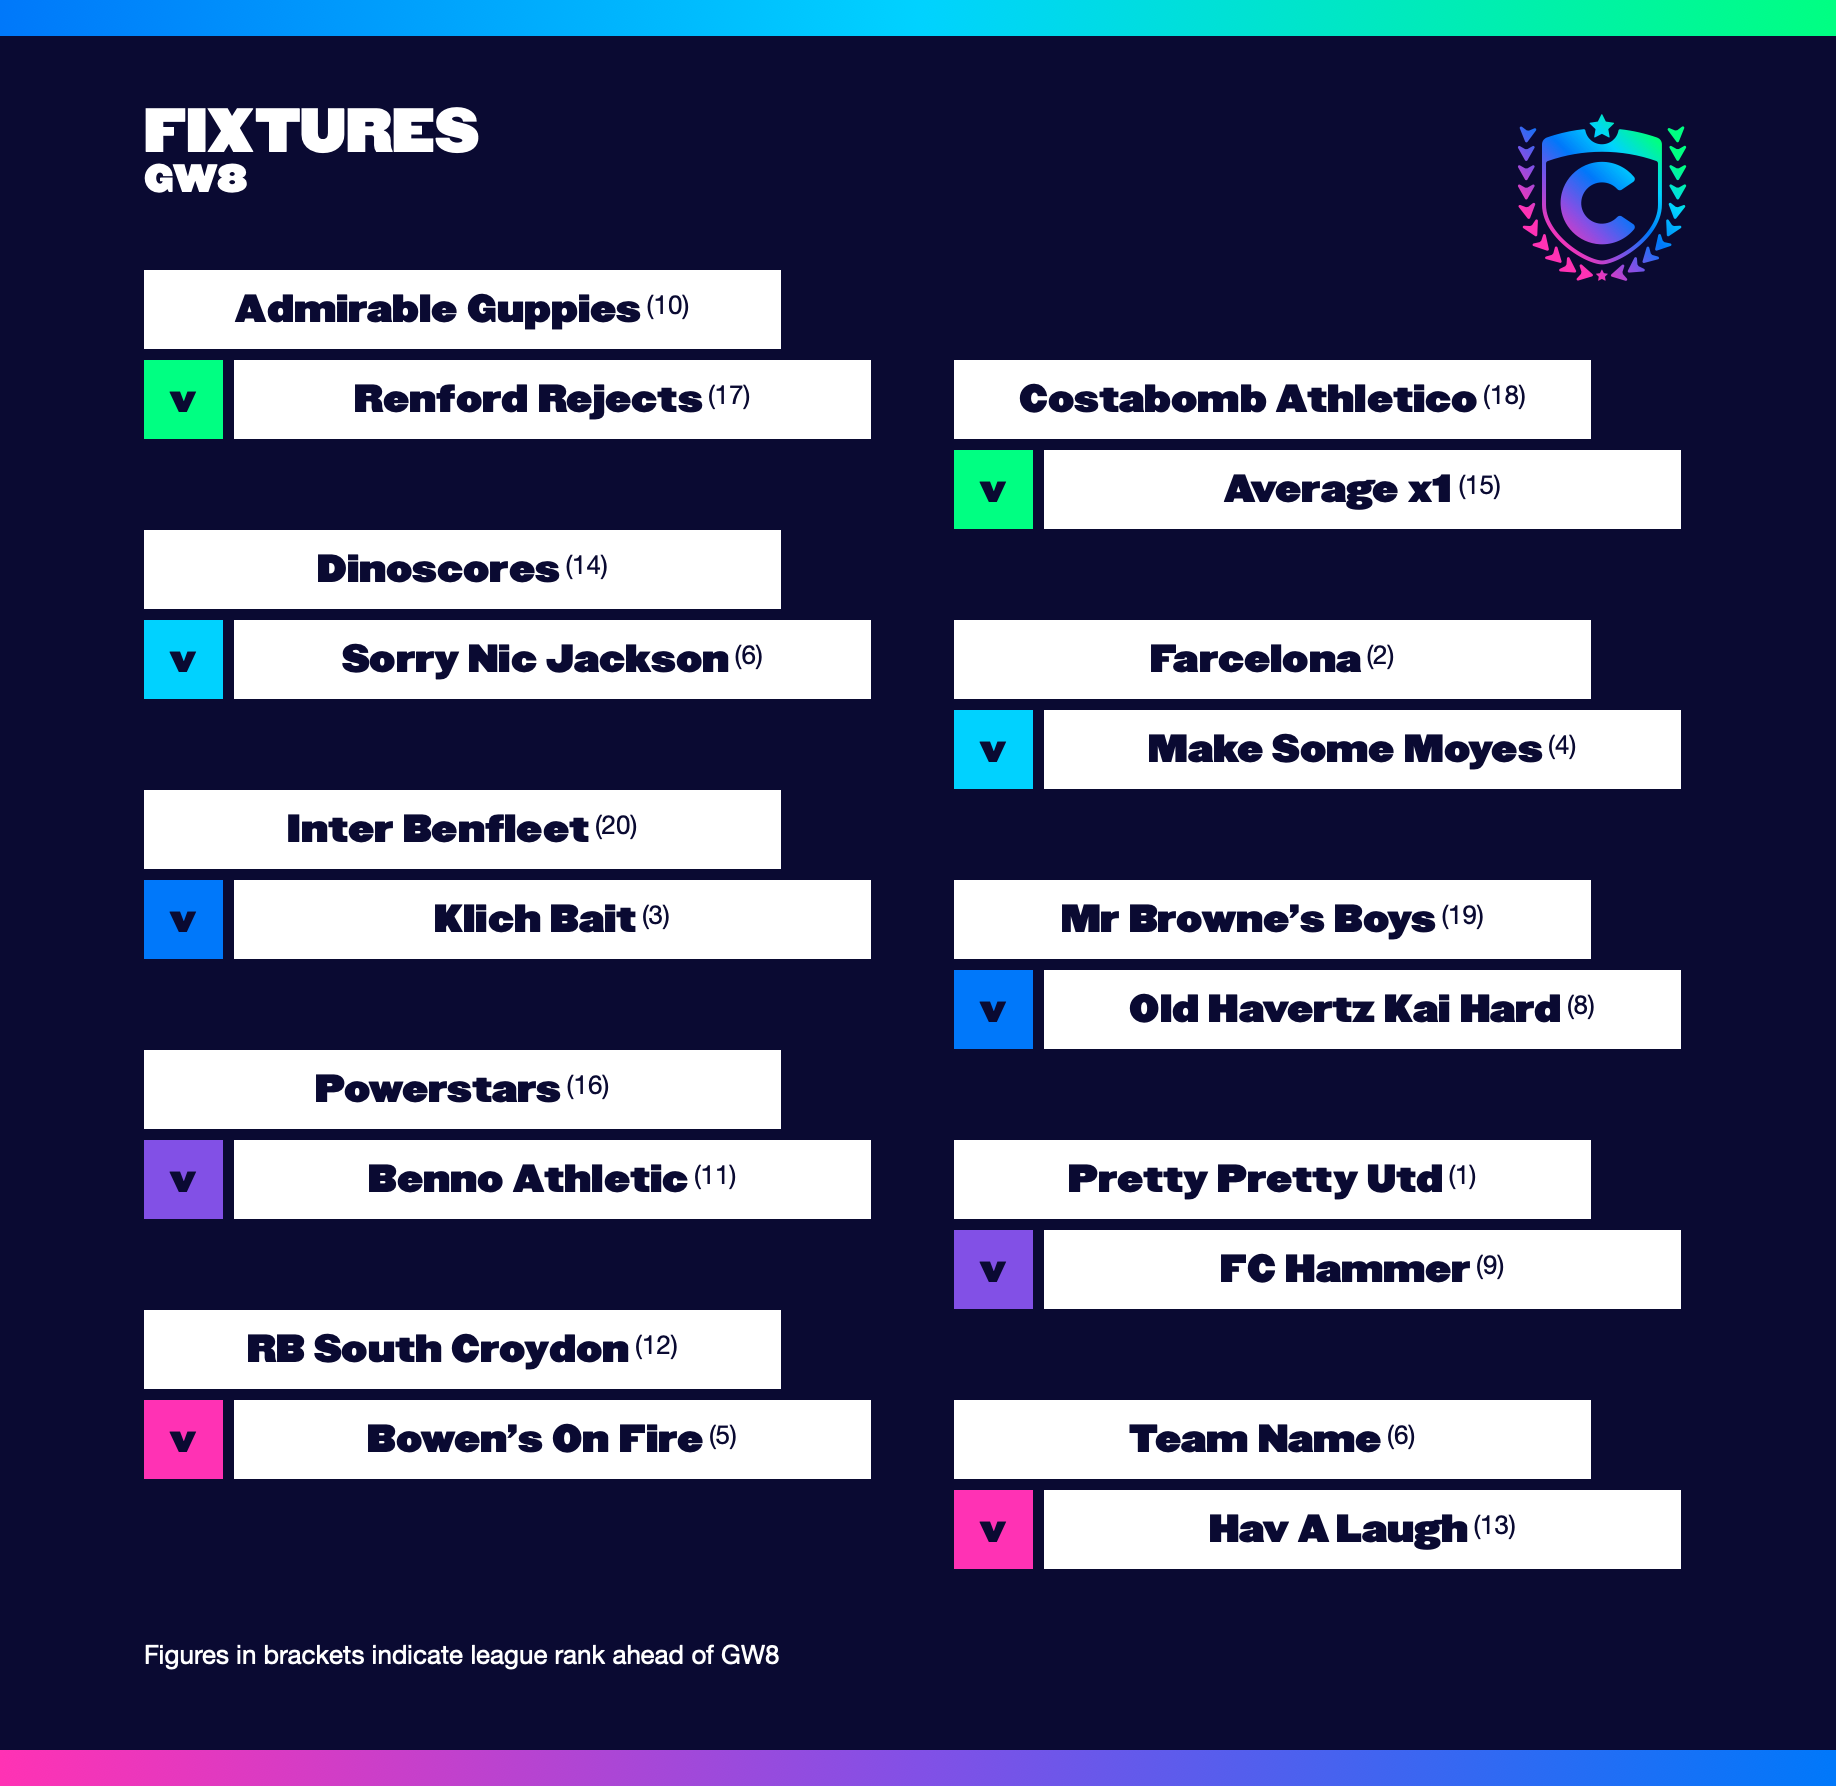 FIXTURES
GW8
Admirable Guppies (10)
v Renford Rejects (17)
Costabomb Athletico (18)
v Average x1 (15)
Dinoscores (14)
v Sorry Nic Jackson (6)
Farcelona (2)
v Make Some Moyes (4)
Inter Benfleet (20)
v Klich Bait (3)
Mr Browne’s Boys (19)
v Old Havertz Kai Hard (8)
Powerstars (16)
v Benno Athletic (11)
Pretty Pretty Utd (1)
v FC Hammer (9)
RB South Croydon (12)
v Bowen’s On Fire (5)
Team Name (6)
v Hav A Laugh (13)
Figures in brackets indicate league rank ahead of GW8
C